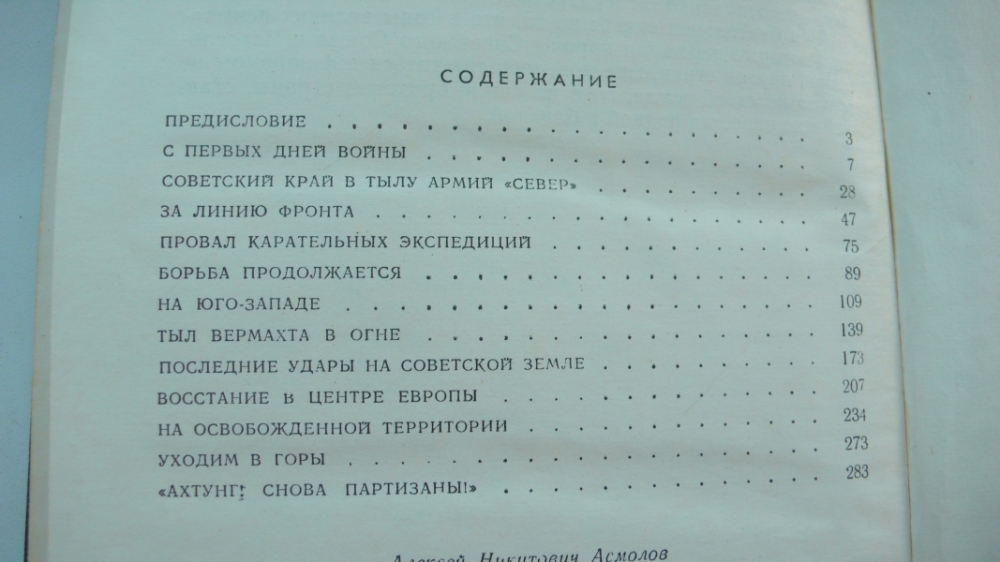 СОДЕРЖАНИЕ
ПРЕДИСЛОВИЕ . . . . . . . . . . . . . . . . . . . . 3
С ПЕРВЫХ ДНЕЙ ВОЙНЫ . . . . . . . . . . . . . . . . 7
СОВЕТСКИЙ КРАЙ В ТЫЛУ АРМИЙ «СЕВЕР» . . . . . . . . . 28
ЗА ЛИНИЮ ФРОНТА . . . . . . . . . . . . . . . . . . 47
ПРОВАЛ КАРАТЕЛЬНЫХ ЭКСПЕДИЦИЙ . . . . . . . . . . . 75
БОРЬБА ПРОДОЛЖАЕТСЯ . . . . . . . . . . . . . . . . 89
НА ЮГО-ЗАПАДЕ . . . . . . . . . . . . . . . . . . . 109
ТЫЛ ВЕРМАХТА В ОГНЕ . . . . . . . . . . . . . . . . 139
ПОСЛЕДНИЕ УДАРЫ НА СОВЕТСКОЙ ЗЕМЛЕ . . . . . . . . . 173
ВОССТАНИЕ В ЦЕНТРЕ ЕВРОПЫ . . . . . . . . . . . . . 207
НА ОСВОБОЖДЕННОЙ ТЕРРИТОРИИ . . . . . . . . . . . . 234
УХОДИМ В ГОРЫ . . . . . . . . . . . . . . . . . . . 273
«АХТУНГ! СНОВА ПАРТИЗАНЫ!» . . . . . . . . . . . . . 283
Алексей Никитович Асмолов